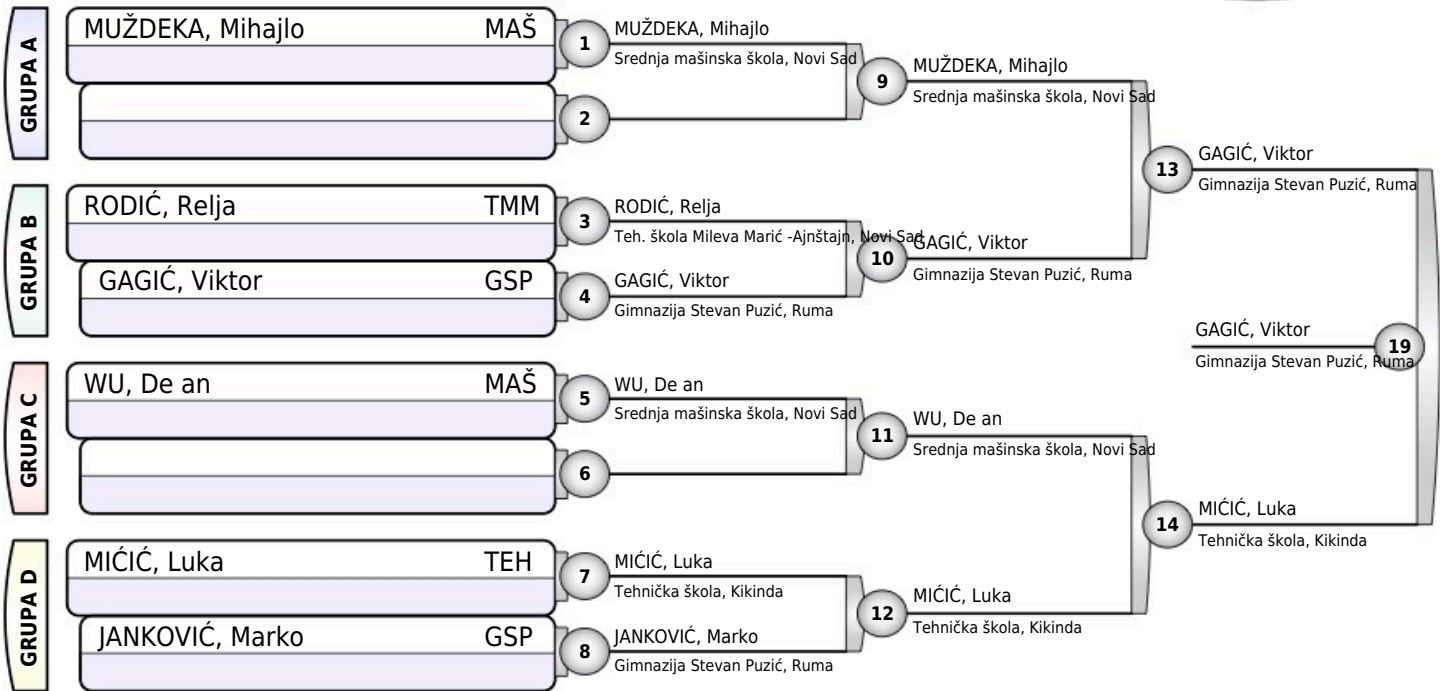 GRUPA A
MUŽDEKA, Mihajlo MAŠ
1
MUŽDEKA, Mihajlo
Srednja mašinska škola, Novi Sad
2
9
MUŽDEKA, Mihajlo
Srednja mašinska škola, Novi Sad
GRUPA B
RODIĆ, Relja TMM
3
RODIĆ, Relja
Teh. škola Mileva Marić -Ajnštajn, Novi Sad
GAGIĆ, Viktor GSP
4
GAGIĆ, Viktor
Gimnazija Stevan Puzić, Ruma
10
GAGIĆ, Viktor
Gimnazija Stevan Puzić, Ruma
13
GAGIĆ, Viktor
Gimnazija Stevan Puzić, Ruma
GRUPA C
WU, De an MAŠ
5
WU, De an
Srednja mašinska škola, Novi Sad
6
11
WU, De an
Srednja mašinska škola, Novi Sad
GRUPA D
MIĆIĆ, Luka TEH
7
MIĆIĆ, Luka
Tehnička škola, Kikinda
JANKOVIĆ, Marko GSP
8
JANKOVIĆ, Marko
Gimnazija Stevan Puzić, Ruma
12
MIĆIĆ, Luka
Tehnička škola, Kikinda
14
MIĆIĆ, Luka
Tehnička škola, Kikinda
GAGIĆ, Viktor
Gimnazija Stevan Puzić, Ruma
19